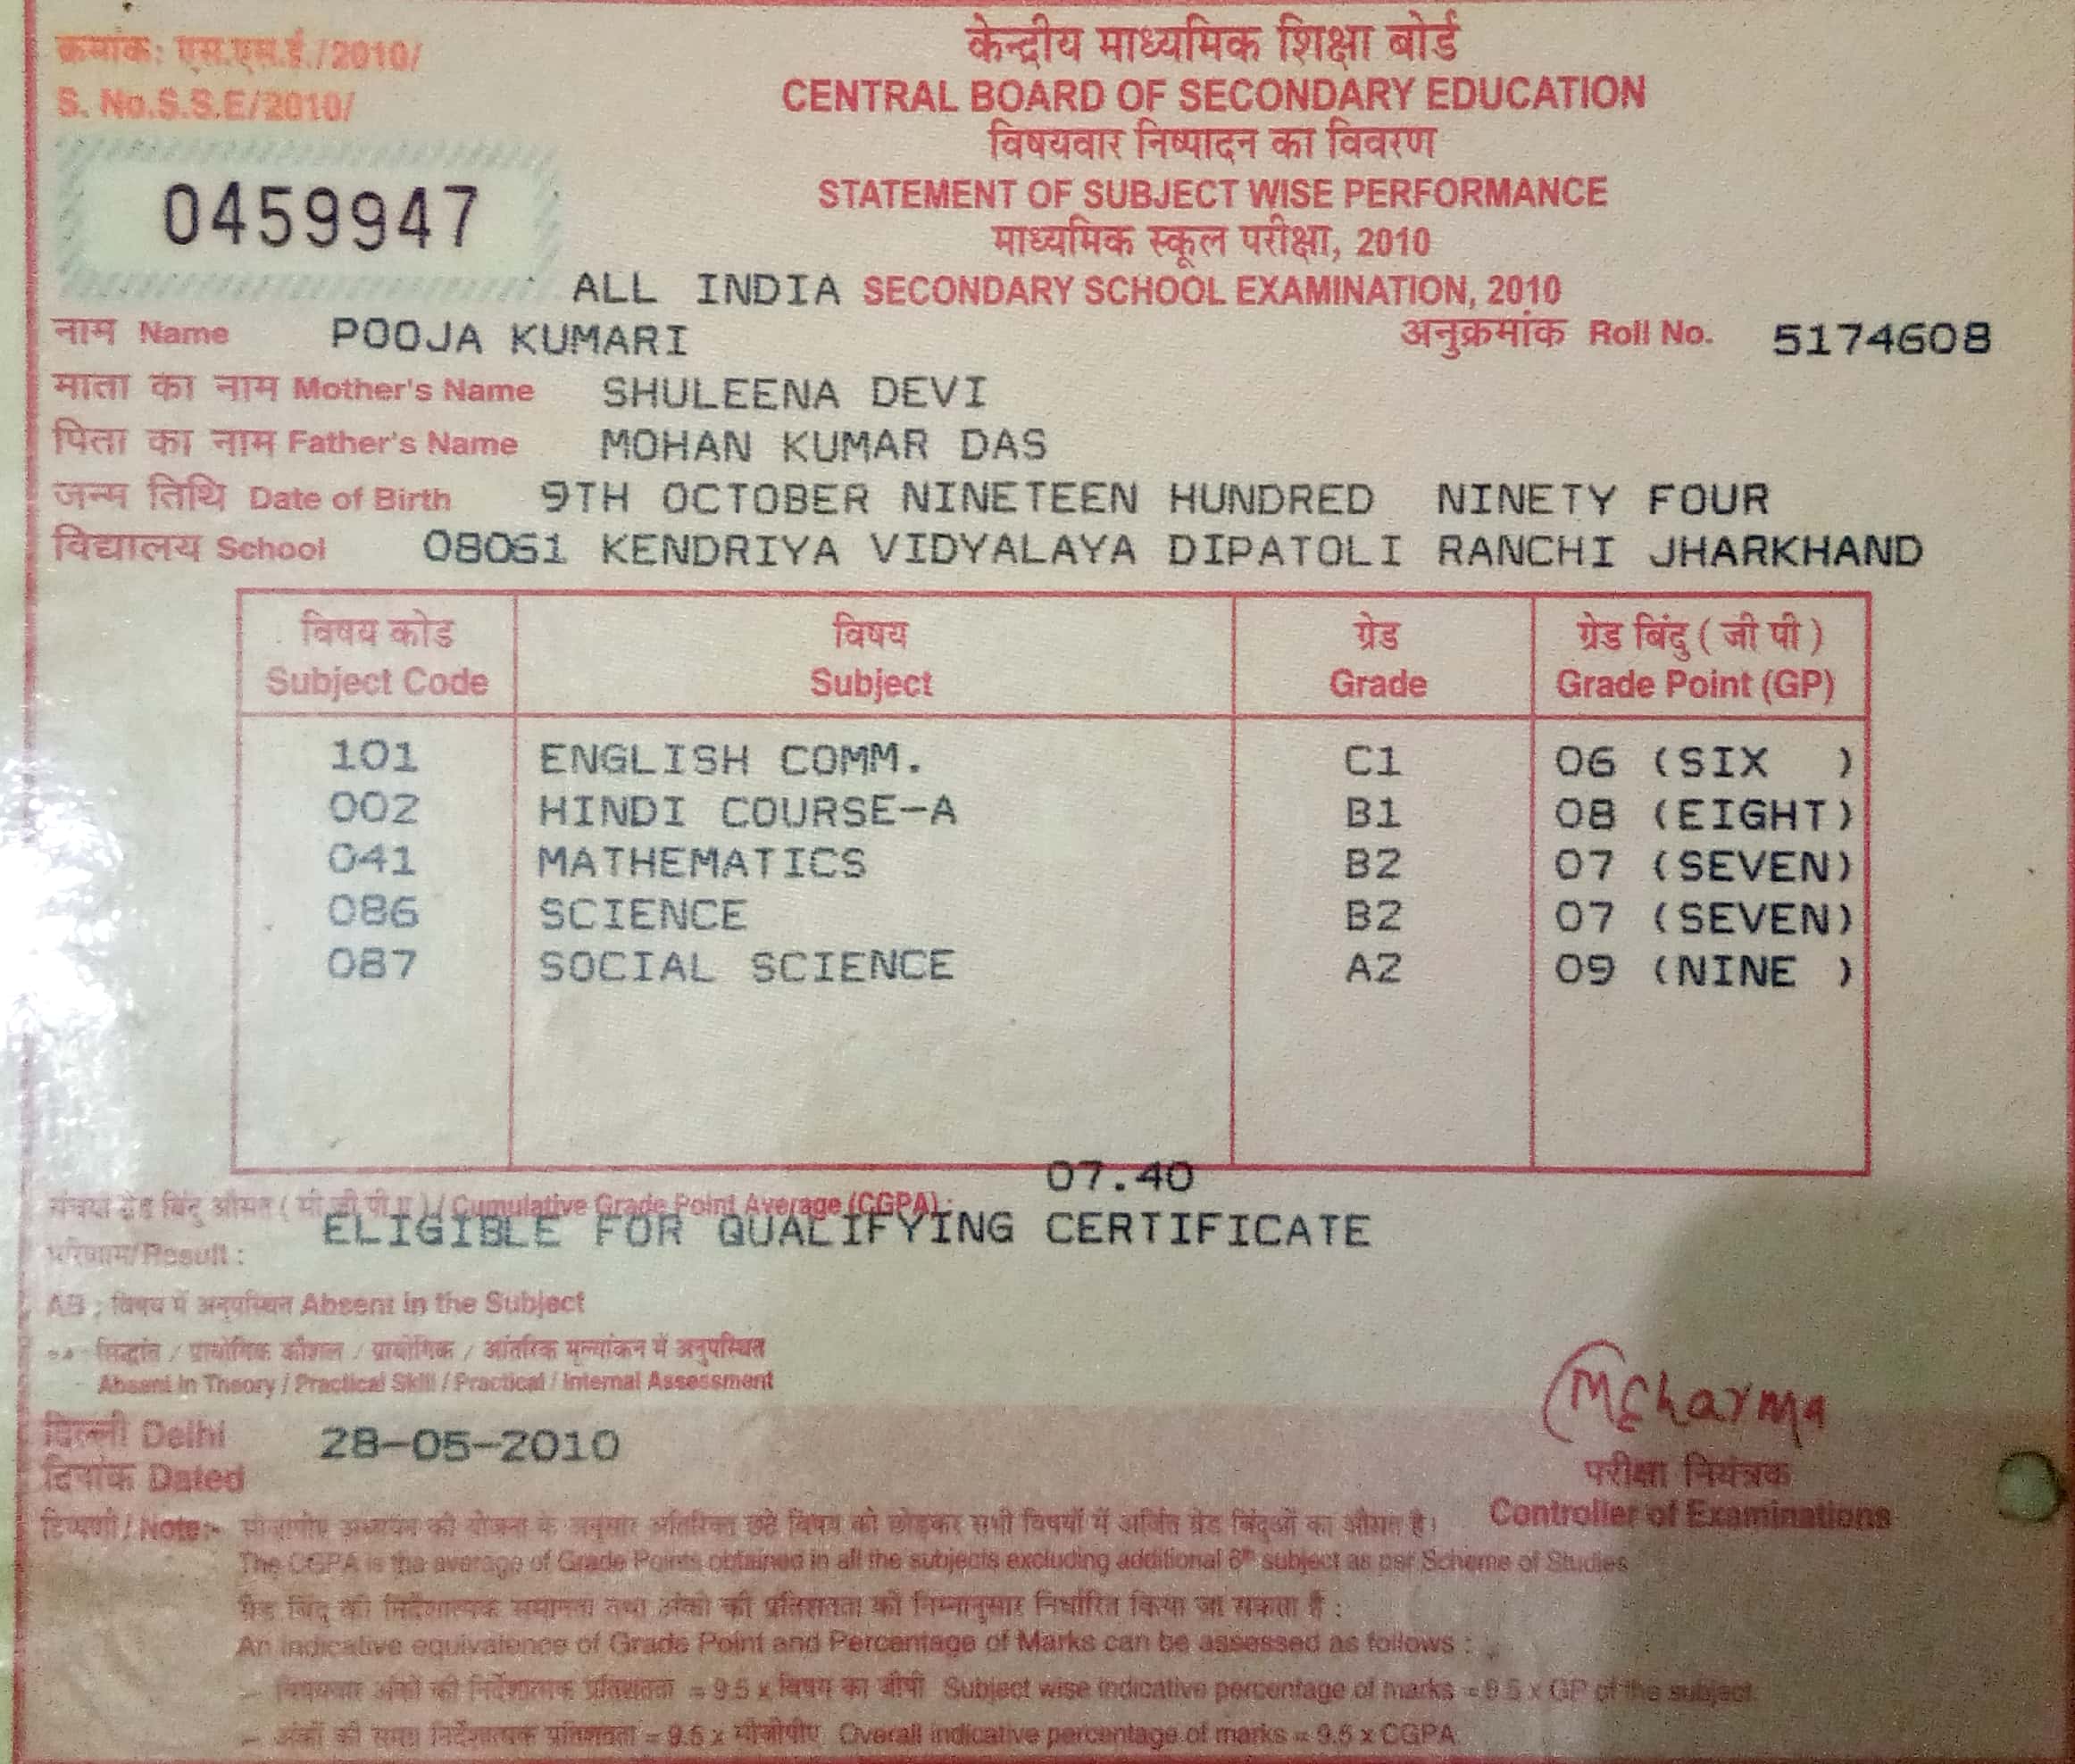 क्रमांक: एस.एस.ई./2010/
S. No.S.S.E/2010/
0459947
केन्द्रीय माध्यमिक शिक्षा बोर्ड
CENTRAL BOARD OF SECONDARY EDUCATION
विषयवार निष्पादन का विवरण
STATEMENT OF SUBJECT WISE PERFORMANCE
माध्यमिक स्कूल परीक्षा, 2010
ALL INDIA SECONDARY SCHOOL EXAMINATION, 2010
नाम Name POOJA KUMARI अनुक्रमांक Roll No. 5174608
माता का नाम Mother's Name SHULEENA DEVI
पिता का नाम Father's Name MOHAN KUMAR DAS
जन्म तिथि Date of Birth 9TH OCTOBER NINETEEN HUNDRED NINETY FOUR
विद्यालय School 08061 KENDRIYA VIDYALAYA DIPATOLI RANCHI JHARKHAND
विषय कोड विषय ग्रेड ग्रेड बिंदु ( जी पी )
Subject Code Subject Grade Grade Point (GP)
101 ENGLISH COMM. C1 06 (SIX )
002 HINDI COURSE-A B1 08 (EIGHT)
041 MATHEMATICS B2 07 (SEVEN)
086 SCIENCE B2 07 (SEVEN)
087 SOCIAL SCIENCE A2 09 (NINE )
07.40
संचयी ग्रेड बिंदु औसत ( सी जी पी ए ) / Cumulative Grade Point Average (CGPA) :
ELIGIBLE FOR QUALIFYING CERTIFICATE
परिणाम/Result :
AB : विषय में अनुपस्थित Absent in the Subject
** सिद्धांत / प्रायोगिक कौशल / प्रायोगिक / आंतरिक मूल्यांकन में अनुपस्थित
Absent in Theory / Practical Skill / Practical / Internal Assessment
दिल्ली Delhi
28-05-2010
दिनांक Dated
MCSharma
परीक्षा नियंत्रक
Controller of Examinations
टिप्पणी / Note:- सीजीपीए अध्ययन की योजना के अनुसार अतिरिक्त छठे विषय को छोड़कर सभी विषयों में अर्जित ग्रेड बिंदुओं का औसत है।
The CGPA is the average of Grade Points obtained in all the subjects excluding additional 6th subject as per Scheme of Studies
ग्रेड बिंदु की निर्देशात्मक समानता तथा अंको की प्रतिशतता को निम्नानुसार निर्धारित किया जा सकता है :
An indicative equivalence of Grade Point and Percentage of Marks can be assessed as follows :
– विषयवार अंकों की निर्देशात्मक प्रतिशतता = 9.5 x विषय का जीपी Subject wise indicative percentage of marks = 9.5 x GP of the subject
– अंकों की समग्र निर्देशात्मक प्रतिशतता = 9.5 x सीजीपीए Overall indicative percentage of marks = 9.5 x CGPA